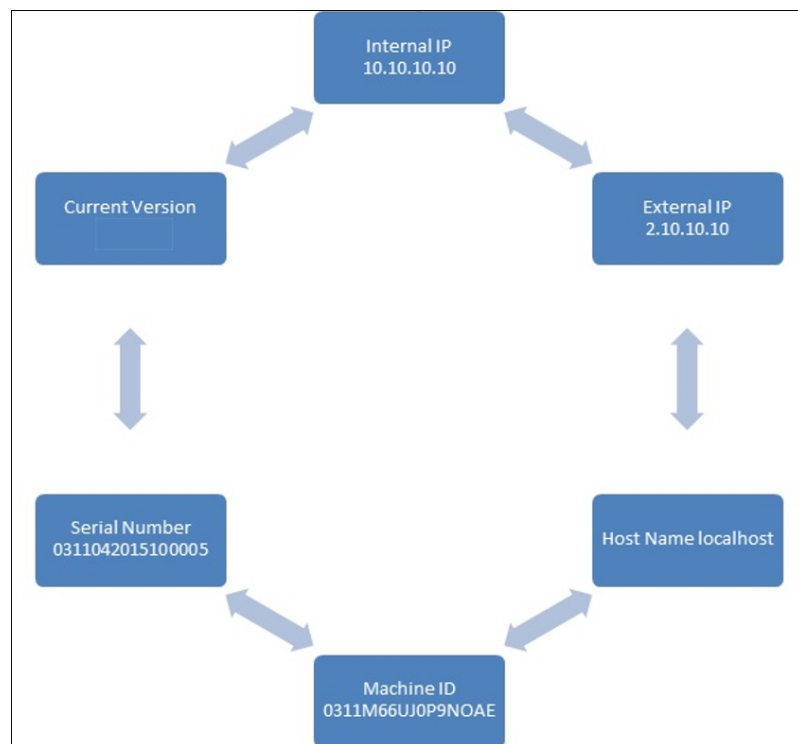 Internal IP
10.10.10.10
Current Version
External IP
2.10.10.10
Serial Number
0311042015100005
Host Name localhost
Machine ID
0311M66UJ0P9NOAE